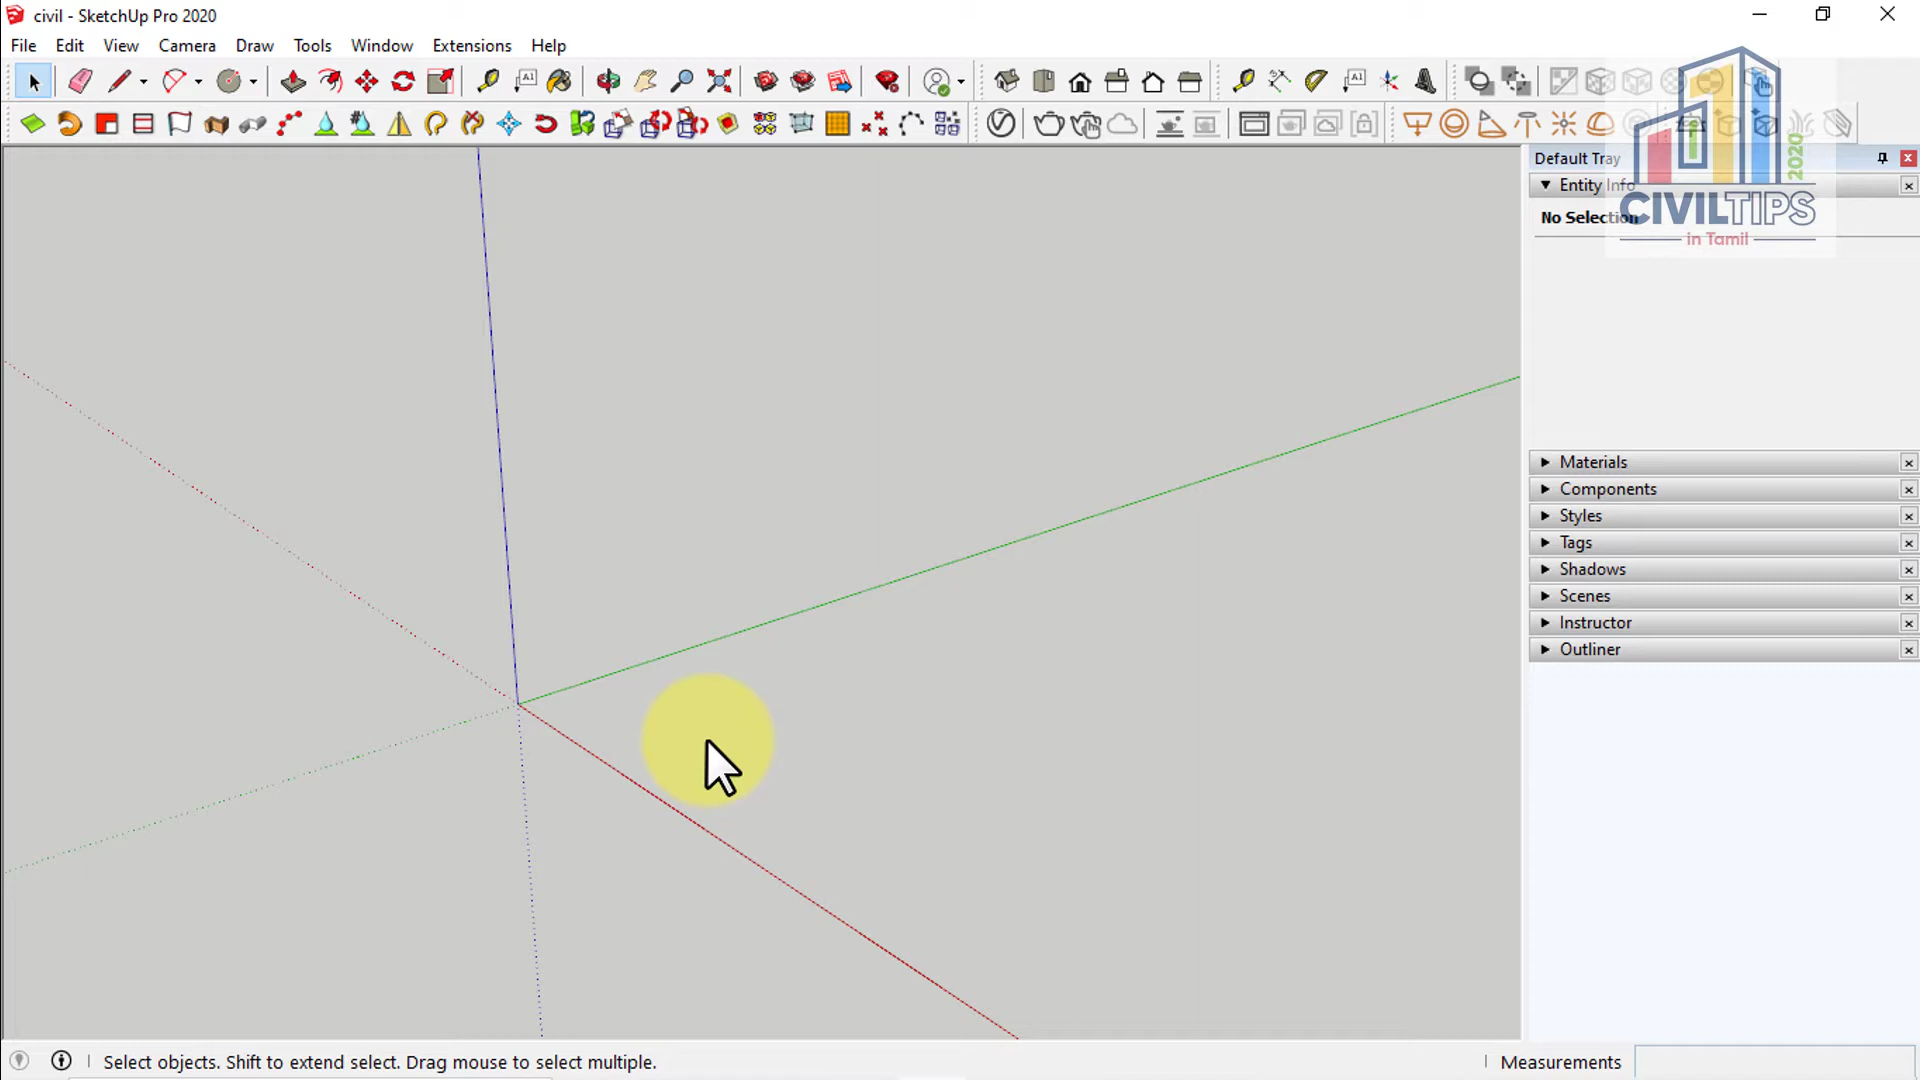 civil - SketchUp Pro 2020
File Edit View Camera Draw Tools Window Extensions Help
Default Tray
Entity Info
No Selection
2020
CIVILTIPS
in Tamil
Materials
Components
Styles
Tags
Shadows
Scenes
Instructor
Outliner
Select objects. Shift to extend select. Drag mouse to select multiple.
Measurements